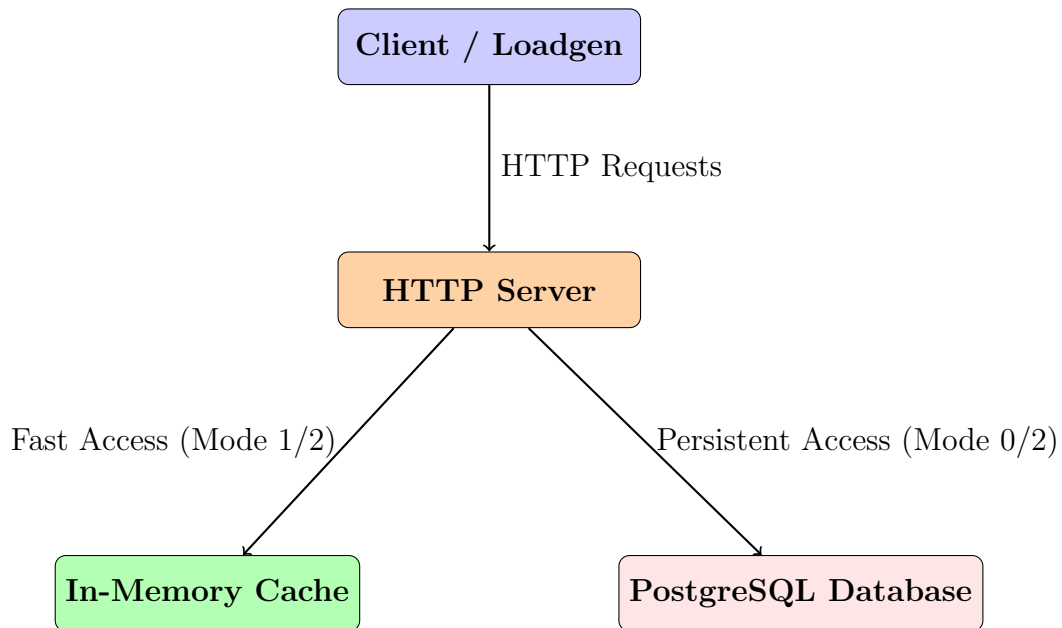 Client / Loadgen
HTTP Requests
HTTP Server
Fast Access (Mode 1/2)
Persistent Access (Mode 0/2)
In-Memory Cache
PostgreSQL Database